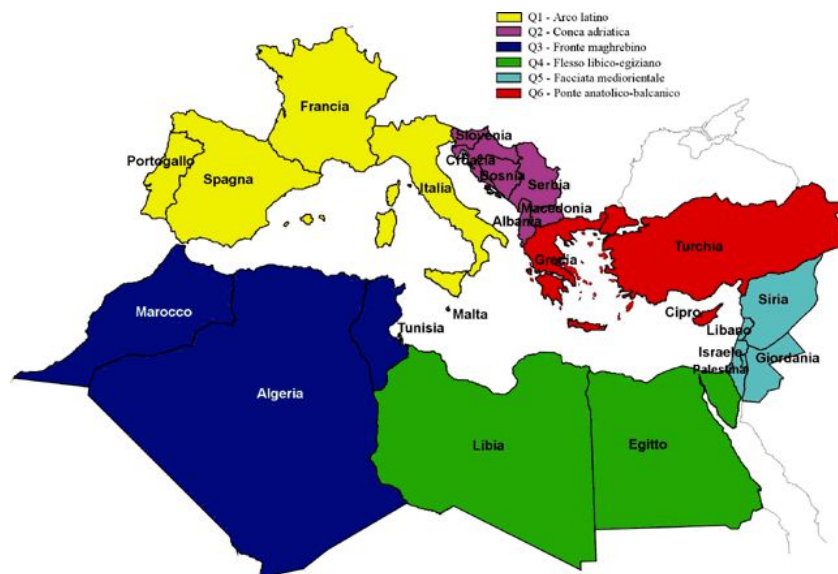 Q1 - Arco latino
Q2 - Conca adriatica
Q3 - Fronte maghrebino
Q4 - Flesso libico-egiziano
Q5 - Facciata mediorientale
Q6 - Ponte anatolico-balcanico
Francia
Slovenia
Portogallo
Croazia
Spagna
Bosnia
Italia
Serbia
Macedonia
Albania
Turchia
Grecia
Siria
Marocco
Malta
Cipro
Tunisia
Libano
Israele
Giordania
Palestina
Algeria
Libia
Egitto